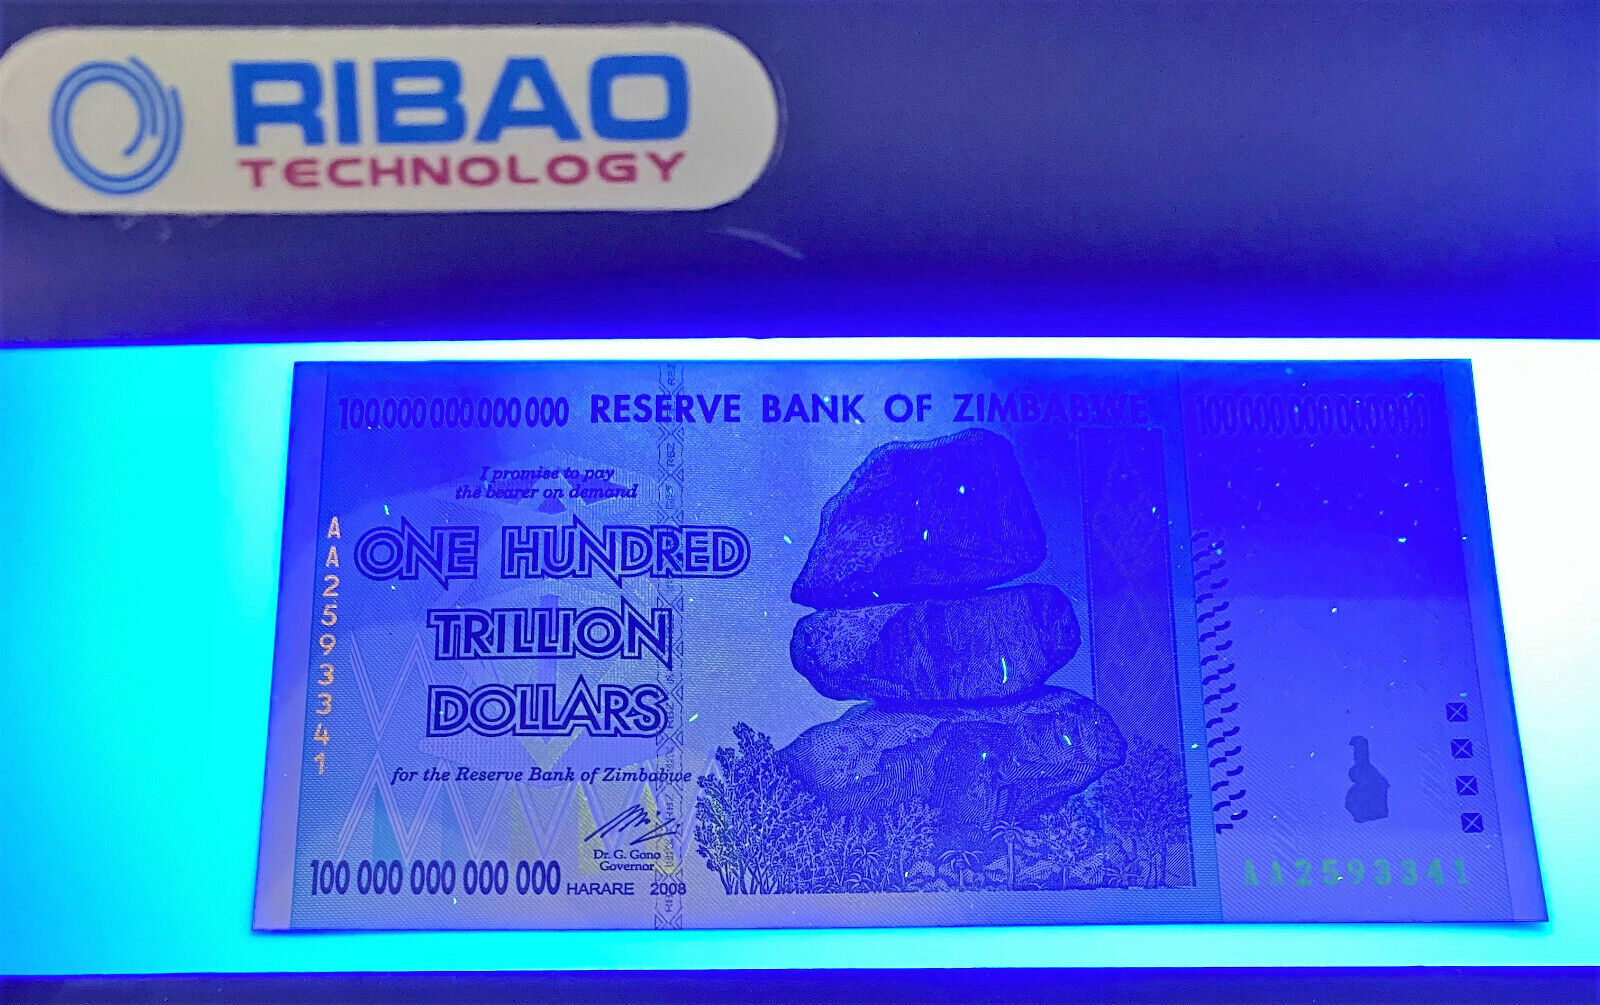 RIBAO
TECHNOLOGY
100 000 000 000 000 RESERVE BANK OF ZIMBABWE 100 000 000 000 000
I promise to pay
the bearer on demand
ONE HUNDRED
TRILLION
DOLLARS
for the Reserve Bank of Zimbabwe
Dr. G. Gono
Governor
100 000 000 000 000 HARARE 2008
AA2593341
AA2593341